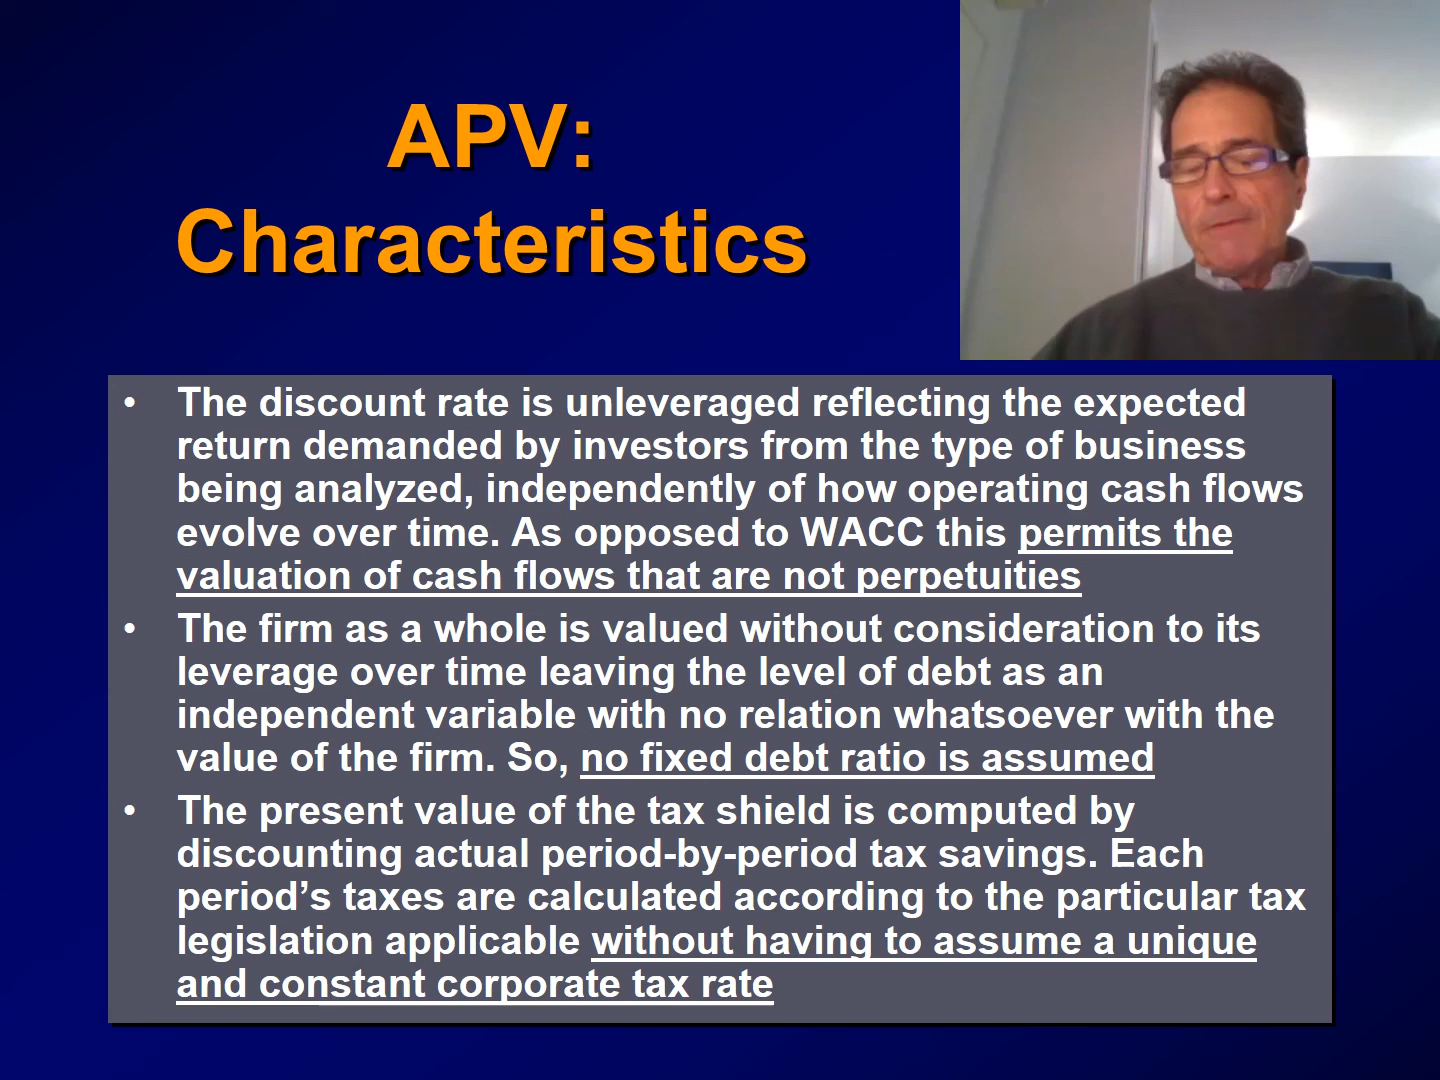 APV:
Characteristics
• The discount rate is unleveraged reflecting the expected
return demanded by investors from the type of business
being analyzed, independently of how operating cash flows
evolve over time. As opposed to WACC this permits the
valuation of cash flows that are not perpetuities
• The firm as a whole is valued without consideration to its
leverage over time leaving the level of debt as an
independent variable with no relation whatsoever with the
value of the firm. So, no fixed debt ratio is assumed
• The present value of the tax shield is computed by
discounting actual period-by-period tax savings. Each
period’s taxes are calculated according to the particular tax
legislation applicable without having to assume a unique
and constant corporate tax rate